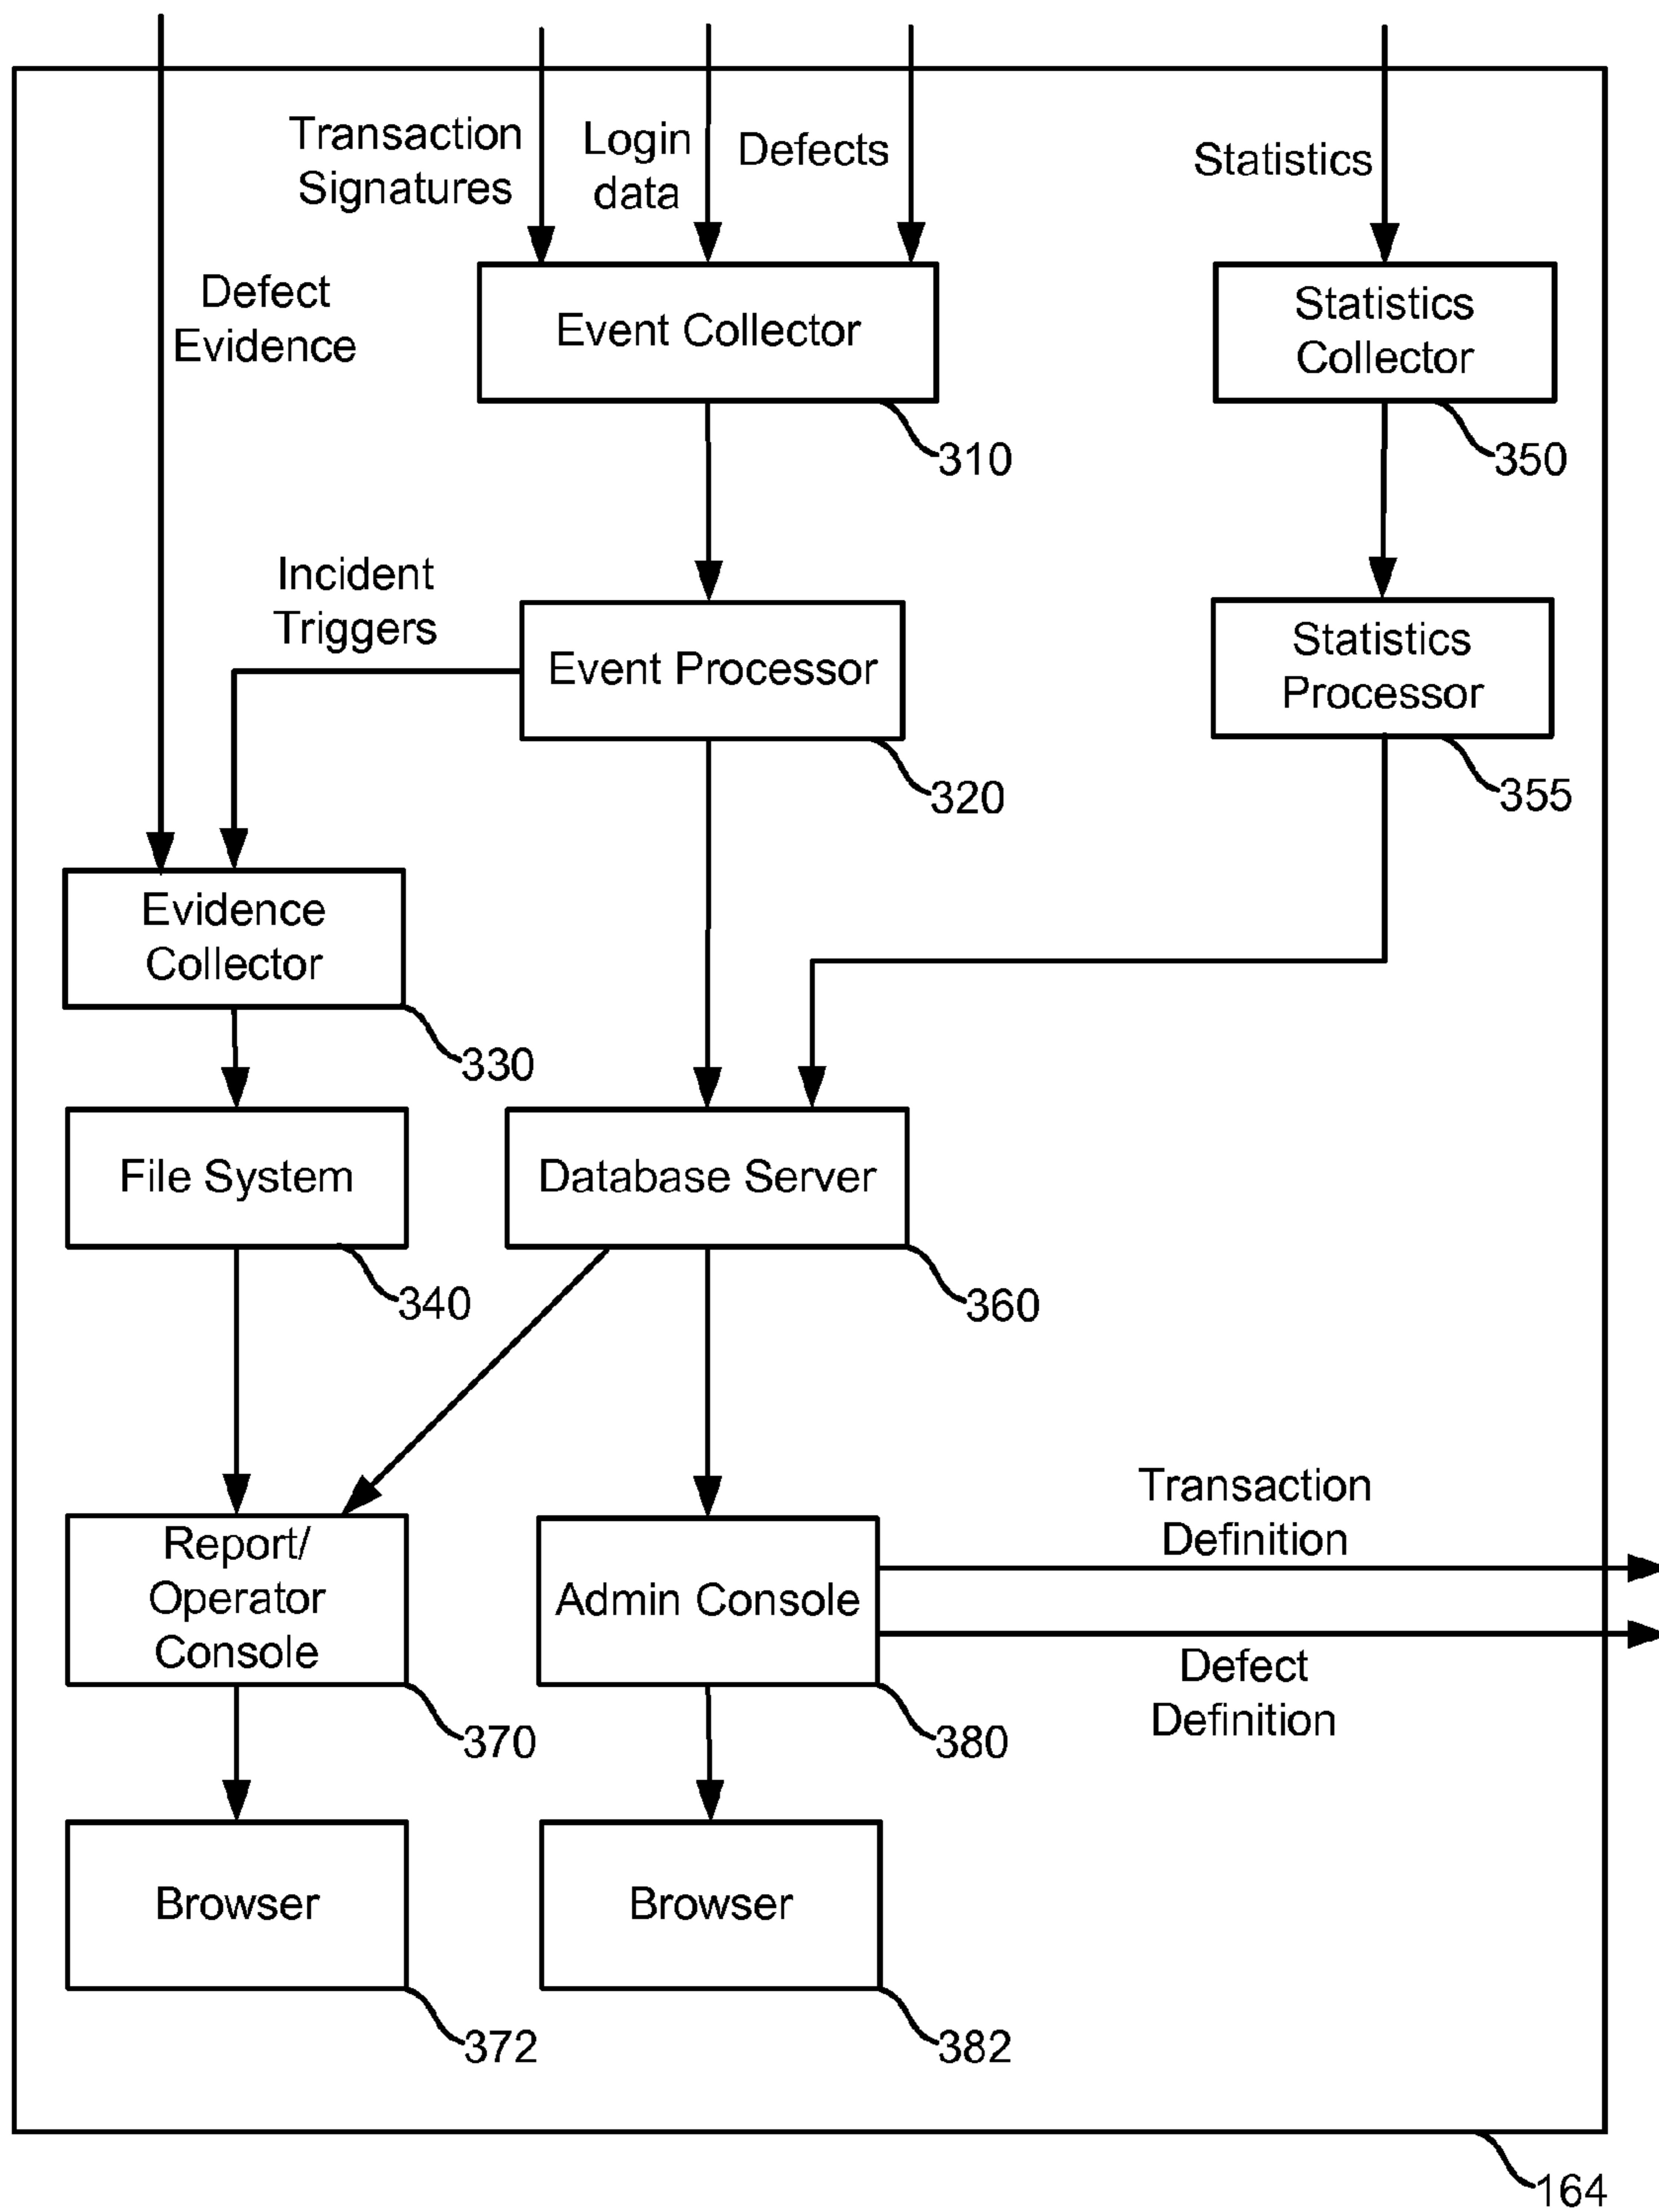 Transaction
Signatures
Login
data
Defects
Statistics
Defect
Evidence
Event Collector
310
Statistics
Collector
350
Incident
Triggers
Event Processor
320
Statistics
Processor
355
Evidence
Collector
330
File System
340
Database Server
360
Report/
Operator
Console
370
Admin Console
380
Transaction
Definition
Defect
Definition
Browser
372
Browser
382
164